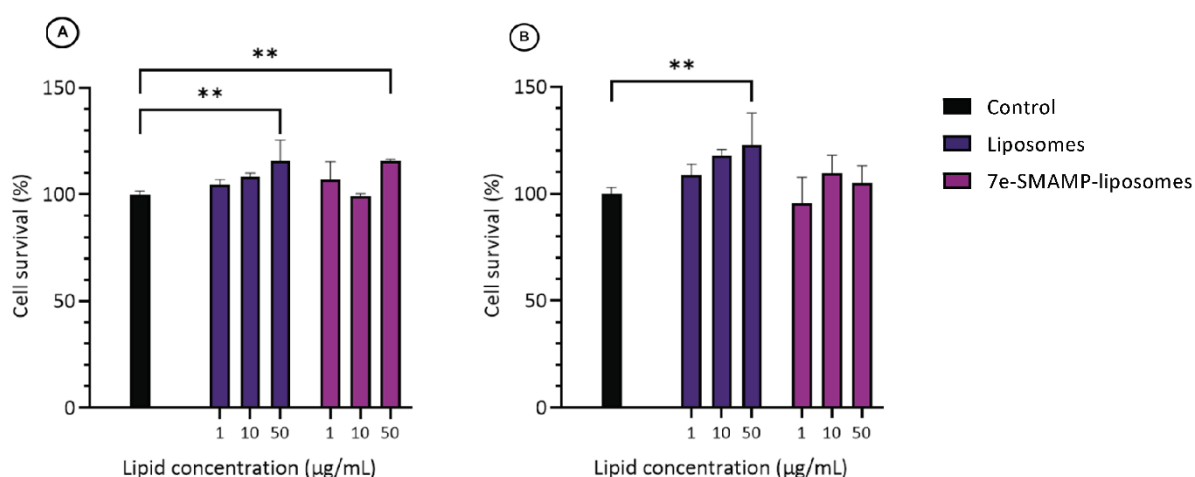 A
**
**
150
100
50
0
Cell survival (%)
1 10 50 1 10 50
Lipid concentration (µg/mL)
B
**
150
100
50
0
Cell survival (%)
1 10 50 1 10 50
Lipid concentration (µg/mL)
Control
Liposomes
7e-SMAMP-liposomes